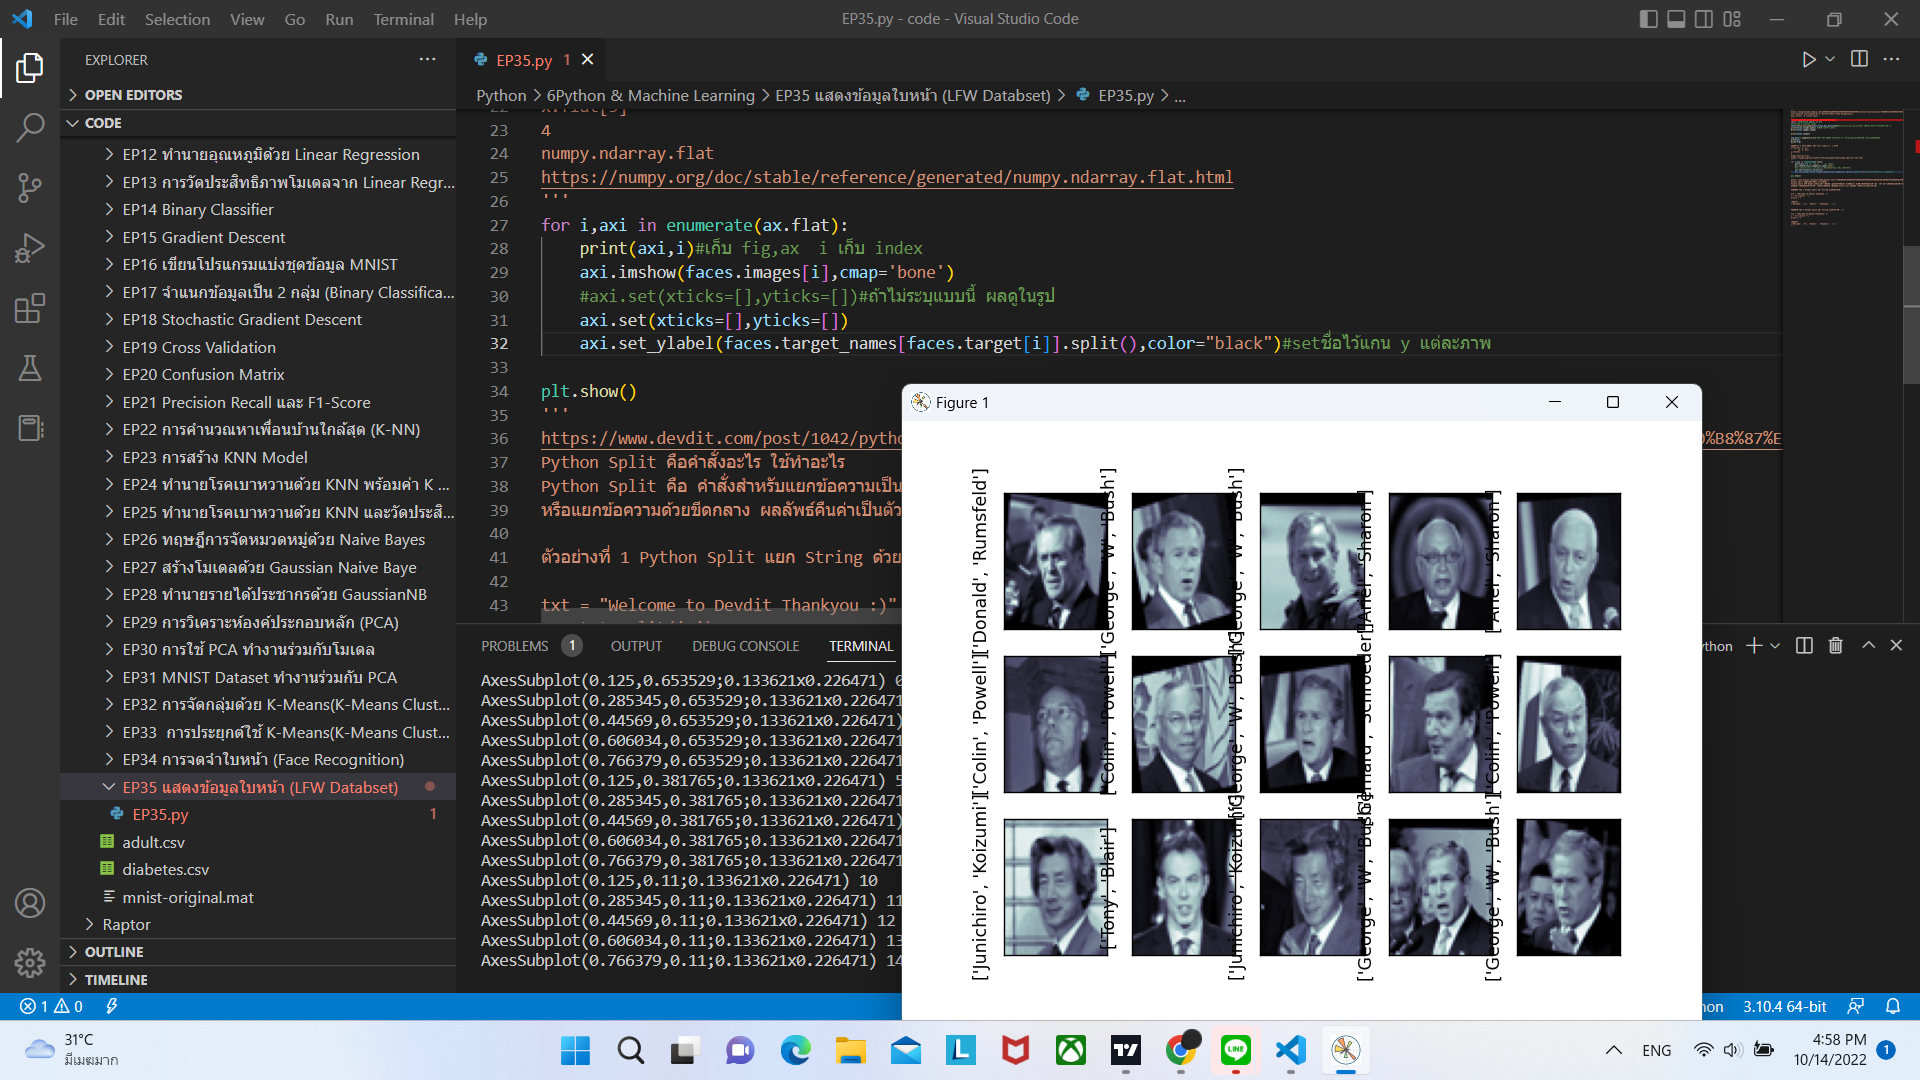 File Edit Selection View Go Run Terminal Help
EP35.py - code - Visual Studio Code
EXPLORER
OPEN EDITORS
CODE
EP12 ทำนายอุณหภูมิด้วย Linear Regression
EP13 การวัดประสิทธิภาพโมเดลจาก Linear Regr...
EP14 Binary Classifier
EP15 Gradient Descent
EP16 เขียนโปรแกรมแบ่งชุดข้อมูล MNIST
EP17 จำแนกข้อมูลเป็น 2 กลุ่ม (Binary Classifica...
EP18 Stochastic Gradient Descent
EP19 Cross Validation
EP20 Confusion Matrix
EP21 Precision Recall และ F1-Score
EP22 การคำนวณหาเพื่อนบ้านใกล้สุด (K-NN)
EP23 การสร้าง KNN Model
EP24 ทำนายโรคเบาหวานด้วย KNN พร้อมค่า K ...
EP25 ทำนายโรคเบาหวานด้วย KNN และวัดประสิ...
EP26 ทฤษฎีการจัดหมวดหมู่ด้วย Naive Bayes
EP27 สร้างโมเดลด้วย Gaussian Naive Baye
EP28 ทำนายรายได้ประชากรด้วย GaussianNB
EP29 การวิเคราะห์องค์ประกอบหลัก (PCA)
EP30 การใช้ PCA ทำงานร่วมกับโมเดล
EP31 MNIST Dataset ทำงานร่วมกับ PCA
EP32 การจัดกลุ่มด้วย K-Means(K-Means Clust...
EP33 การประยุกต์ใช้ K-Means(K-Means Clust...
EP34 การจดจำใบหน้า (Face Recognition)
EP35 แสดงข้อมูลใบหน้า (LFW Databset)
EP35.py 1
adult.csv
diabetes.csv
mnist-original.mat
Raptor
OUTLINE
TIMELINE
EP35.py 1
Python > 6Python & Machine Learning > EP35 แสดงข้อมูลใบหน้า (LFW Databset) > EP35.py > ...
23 4
24 numpy.ndarray.flat
25 https://numpy.org/doc/stable/reference/generated/numpy.ndarray.flat.html
26 '''
27 for i,axi in enumerate(ax.flat):
28 print(axi,i)#เก็บ fig,ax  i เก็บ index
29 axi.imshow(faces.images[i],cmap='bone')
30 #axi.set(xticks=[],yticks=[])#ถ้าไม่ระบุแบบนี้ ผลดูในรูป
31 axi.set(xticks=[],yticks=[])
32 axi.set_ylabel(faces.target_names[faces.target[i]].split(),color="black")#setชื่อไว้แกน y แต่ละภาพ
33
34 plt.show()
35 '''
36 https://www.devdit.com/post/1042/pytho
%B8%87%E
37 Python Split คือคำสั่งอะไร ใช้ทำอะไร
38 Python Split คือ คำสั่งสำหรับแยกข้อความเป็น
39 หรือแยกข้อความด้วยขีดกลาง ผลลัพธ์คืนค่าเป็นตัว
40
41 ตัวอย่างที่ 1 Python Split แยก String ด้วย
42
43 txt = "Welcome to Devdit Thankyou :)"
PROBLEMS 1 OUTPUT DEBUG CONSOLE TERMINAL
AxesSubplot(0.125,0.653529;0.133621x0.226471) 0
AxesSubplot(0.285345,0.653529;0.133621x0.226471)
AxesSubplot(0.44569,0.653529;0.133621x0.226471)
AxesSubplot(0.606034,0.653529;0.133621x0.226471)
AxesSubplot(0.766379,0.653529;0.133621x0.226471)
AxesSubplot(0.125,0.381765;0.133621x0.226471) 5
AxesSubplot(0.285345,0.381765;0.133621x0.226471)
AxesSubplot(0.44569,0.381765;0.133621x0.226471)
AxesSubplot(0.606034,0.381765;0.133621x0.226471)
AxesSubplot(0.766379,0.381765;0.133621x0.226471)
AxesSubplot(0.125,0.11;0.133621x0.226471) 10
AxesSubplot(0.285345,0.11;0.133621x0.226471) 11
AxesSubplot(0.44569,0.11;0.133621x0.226471) 12
AxesSubplot(0.606034,0.11;0.133621x0.226471) 13
AxesSubplot(0.766379,0.11;0.133621x0.226471) 14
Figure 1
['Donald', 'Rumsfeld']
['George', 'W', 'Bush']
['George', 'W', 'Bush']
['Ariel', 'Sharon']
['Ariel', 'Sharon']
['Colin', 'Powell']
['Colin', 'Powell']
['George', 'W', 'Bush']
['Gerhard', 'Schroeder']
['Colin', 'Powell']
['Junichiro', 'Koizumi']
['Tony', 'Blair']
['Junichiro', 'Koizumi']
['George', 'W', 'Bush']
['George', 'W', 'Bush']
1 0
3.10.4 64-bit
31°C
มีเมฆมาก
LINE
ENG
4:58 PM
10/14/2022
1